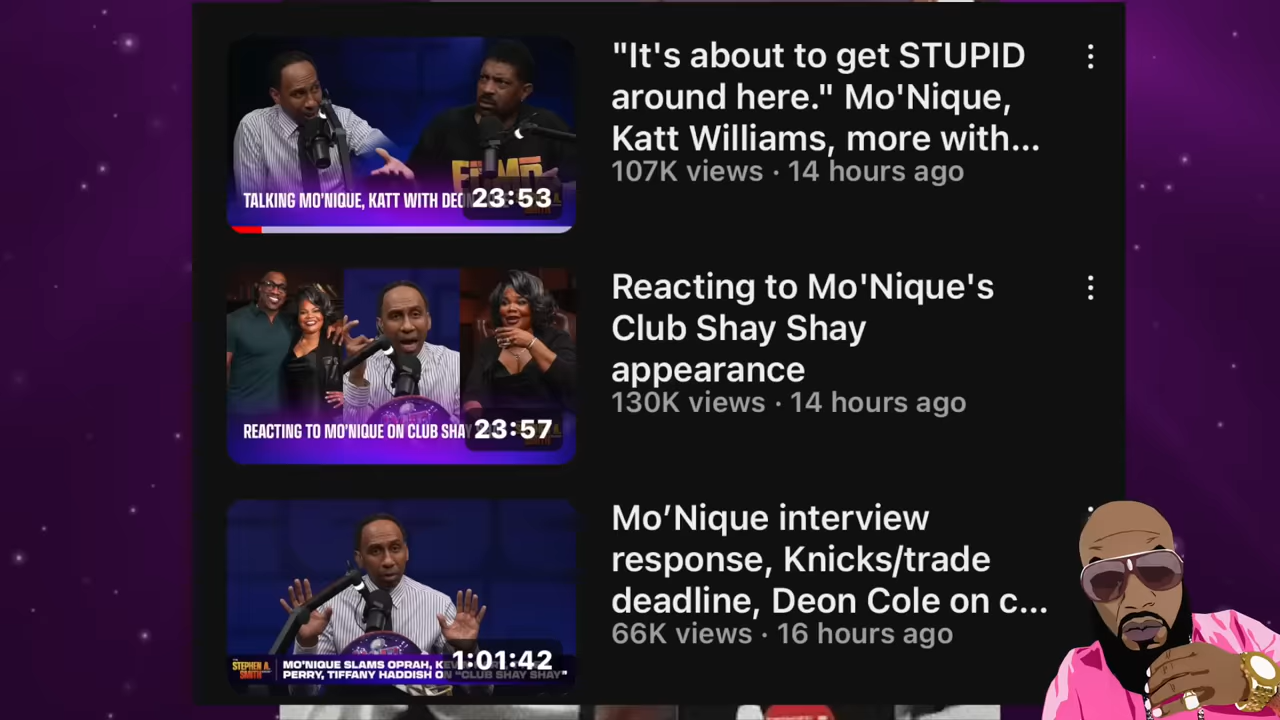 "It's about to get STUPID
around here." Mo'Nique,
Katt Williams, more with...
107K views · 14 hours ago
TALKING MO'NIQUE, KATT WITH
23:53
Reacting to Mo'Nique's
Club Shay Shay
appearance
130K views · 14 hours ago
REACTING TO MO'NIQUE ON CLUB
23:57
Mo’Nique interview
response, Knicks/trade
deadline, Deon Cole on c...
66K views · 16 hours ago
STEPHEN A.
SMITH
MO'NIQUE SLAMS OPRAH,
PERRY, TIFFANY HADDISH ON "CLUB SHAY SHAY"
1:01:42